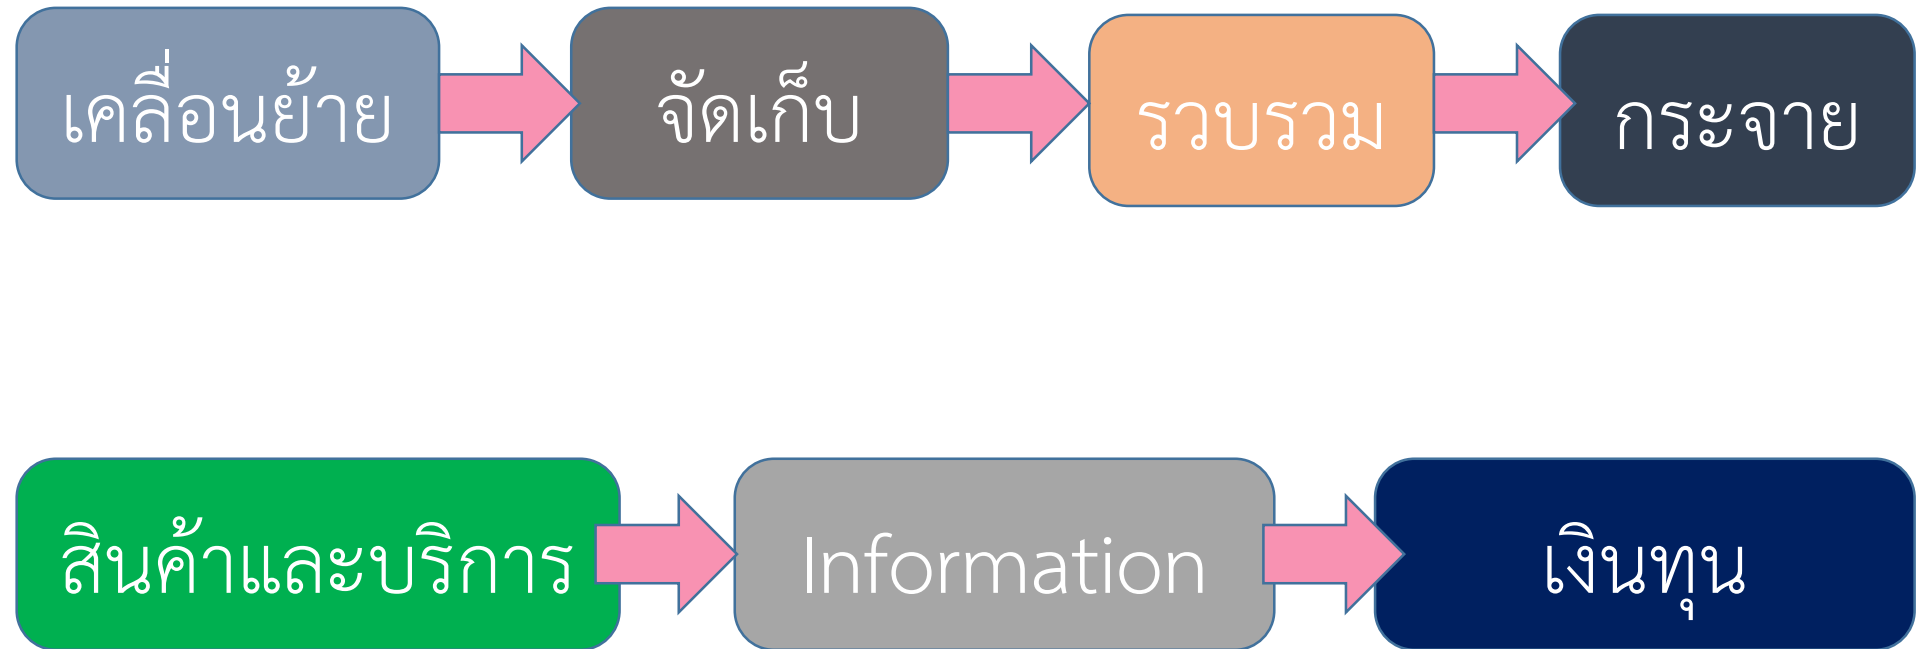 เคลื่อนย้าย จัดเก็บ รวบรวม กระจาย
สินค้าและบริการ Information เงินทุน